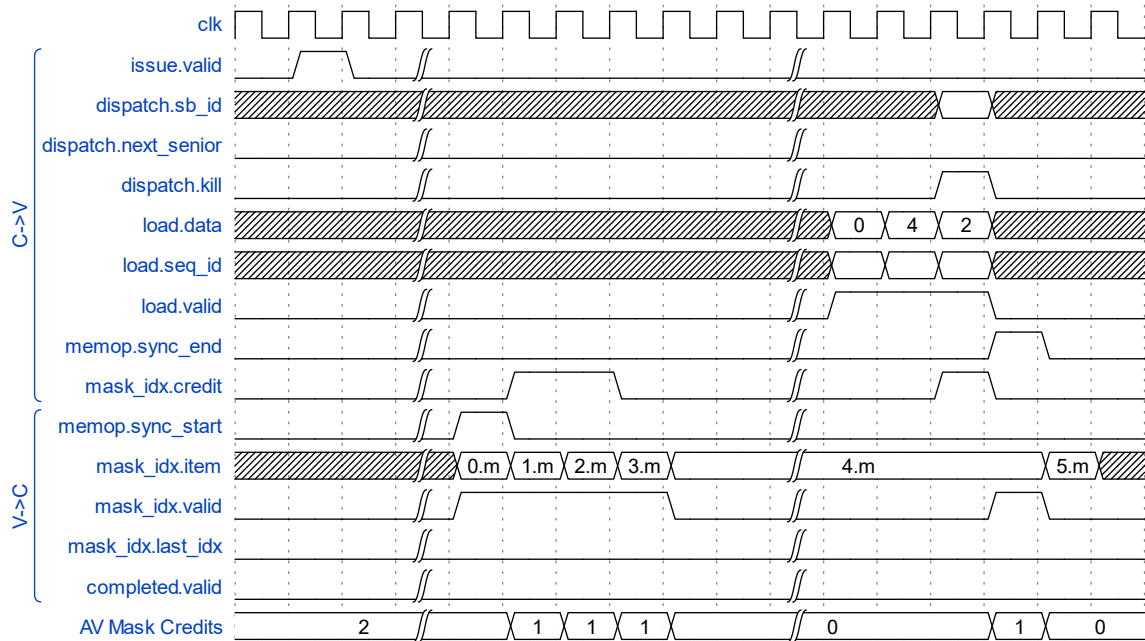 clk
issue.valid
dispatch.sb_id
dispatch.next_senior
dispatch.kill
C->V
load.data 0 4 2
load.seq_id
load.valid
memop.sync_end
mask_idx.credit
memop.sync_start
mask_idx.item 0.m 1.m 2.m 3.m 4.m 5.m
V->C
mask_idx.valid
mask_idx.last_idx
completed.valid
AV Mask Credits 2 1 1 1 0 1 0